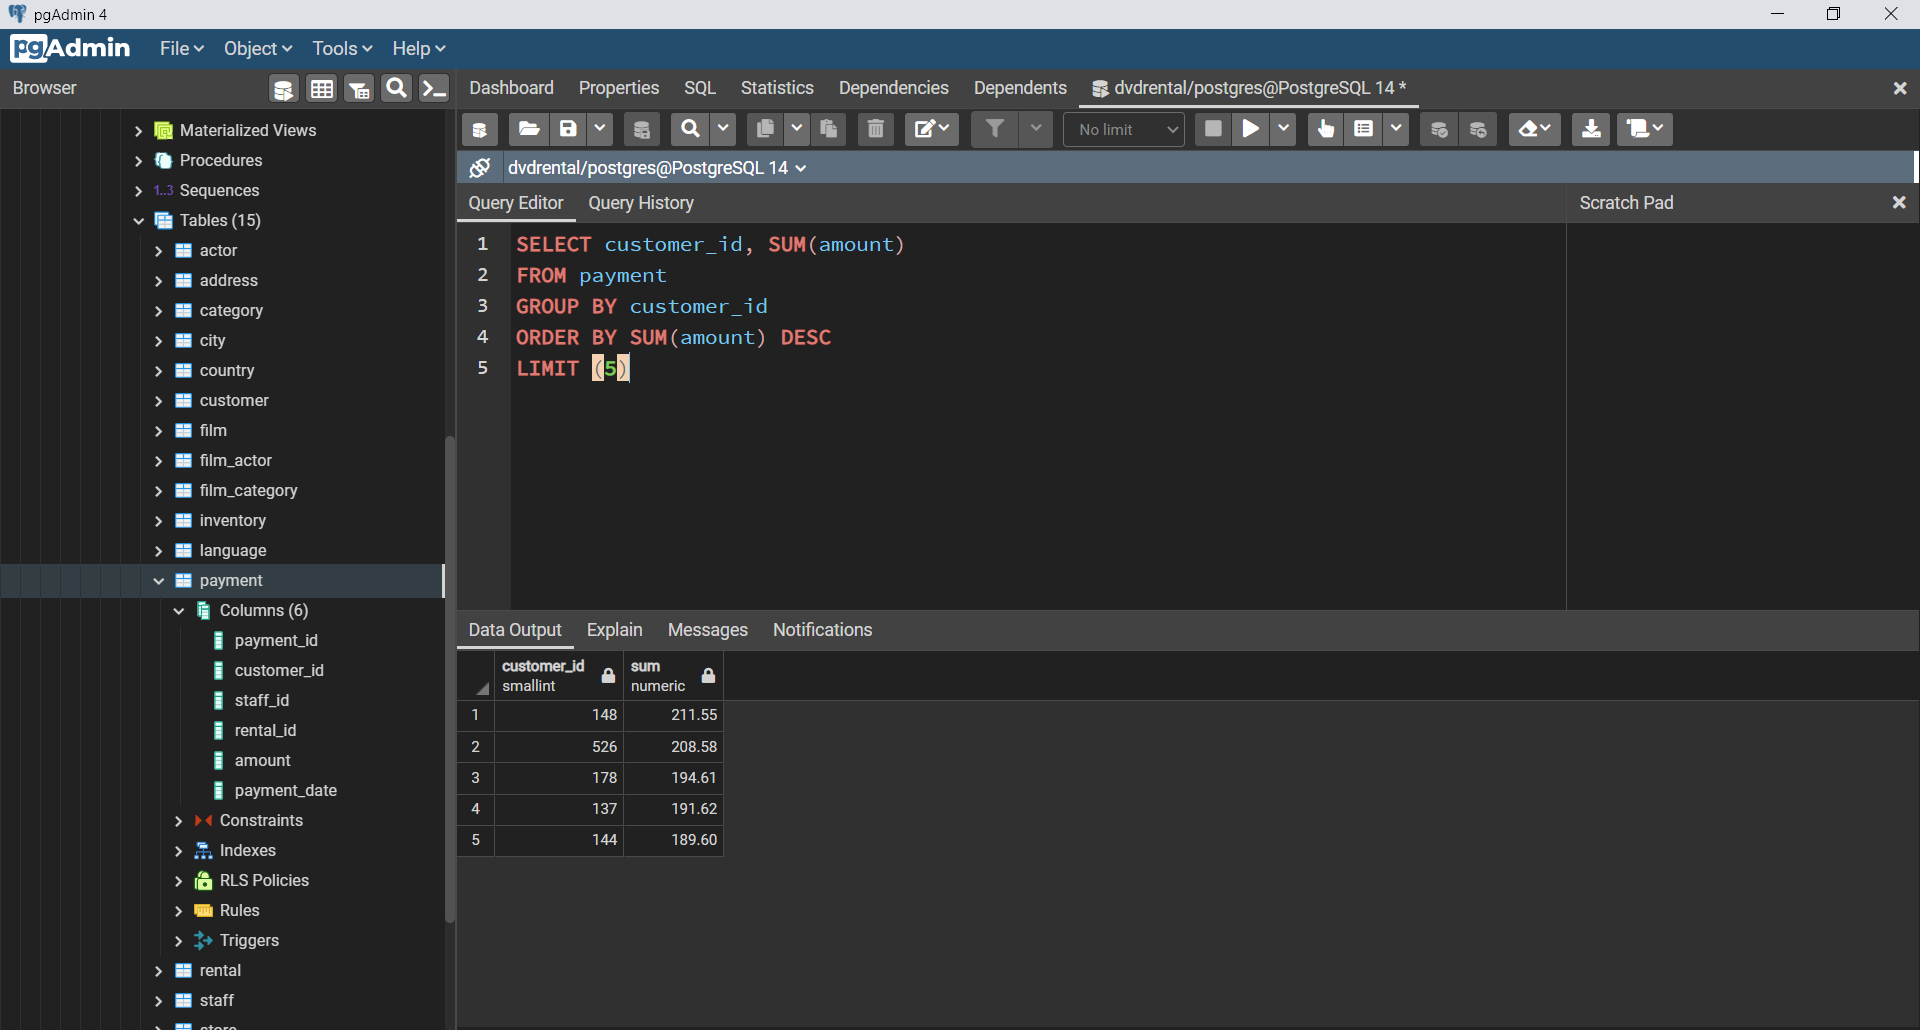 pgAdmin 4
pgAdmin File Object Tools Help
Browser
Dashboard Properties SQL Statistics Dependencies Dependents dvdrental/postgres@PostgreSQL 14 *
No limit
dvdrental/postgres@PostgreSQL 14
Query Editor Query History
Scratch Pad
Materialized Views
Procedures
1..3 Sequences
Tables (15)
actor
address
category
city
country
customer
film
film_actor
film_category
inventory
language
payment
Columns (6)
payment_id
customer_id
staff_id
rental_id
amount
payment_date
Constraints
Indexes
RLS Policies
Rules
Triggers
rental
staff
store
1 SELECT customer_id, SUM(amount)
2 FROM payment
3 GROUP BY customer_id
4 ORDER BY SUM(amount) DESC
5 LIMIT (5)
Data Output Explain Messages Notifications
customer_id sum
smallint numeric
1 148 211.55
2 526 208.58
3 178 194.61
4 137 191.62
5 144 189.60